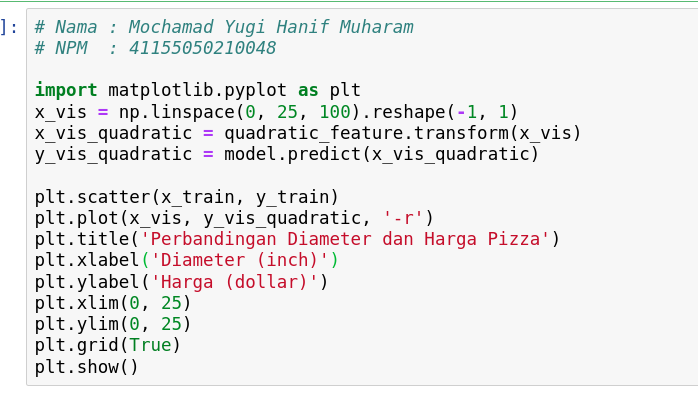 ]:
# Nama : Mochamad Yugi Hanif Muharam
# NPM  : 41155050210048
import matplotlib.pyplot as plt
x_vis = np.linspace(0, 25, 100).reshape(-1, 1)
x_vis_quadratic = quadratic_feature.transform(x_vis)
y_vis_quadratic = model.predict(x_vis_quadratic)
plt.scatter(x_train, y_train)
plt.plot(x_vis, y_vis_quadratic, '-r')
plt.title('Perbandingan Diameter dan Harga Pizza')
plt.xlabel('Diameter (inch)')
plt.ylabel('Harga (dollar)')
plt.xlim(0, 25)
plt.ylim(0, 25)
plt.grid(True)
plt.show()